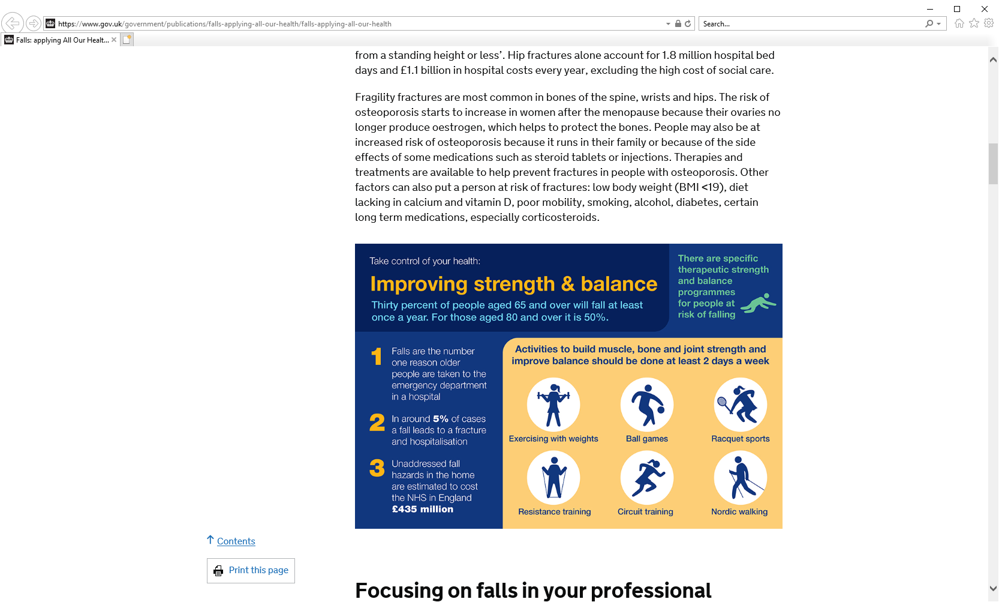 https://www.gov.uk/government/publications/falls-applying-all-our-health/falls-applying-all-our-health
Search...
Falls: applying All Our Healt...
from a standing height or less’. Hip fractures alone account for 1.8 million hospital bed
days and £1.1 billion in hospital costs every year, excluding the high cost of social care.
Fragility fractures are most common in bones of the spine, wrists and hips. The risk of
osteoporosis starts to increase in women after the menopause because their ovaries no
longer produce oestrogen, which helps to protect the bones. People may also be at
increased risk of osteoporosis because it runs in their family or because of the side
effects of some medications such as steroid tablets or injections. Therapies and
treatments are available to help prevent fractures in people with osteoporosis. Other
factors can also put a person at risk of fractures: low body weight (BMI <19), diet
lacking in calcium and vitamin D, poor mobility, smoking, alcohol, diabetes, certain
long term medications, especially corticosteroids.
Take control of your health:
Improving strength & balance
Thirty percent of people aged 65 and over will fall at least
once a year. For those aged 80 and over it is 50%.
There are specific
therapeutic strength
and balance
programmes
for people at
risk of falling
1 Falls are the number
one reason older
people are taken to the
emergency department
in a hospital
2 In around 5% of cases
a fall leads to a fracture
and hospitalisation
3 Unaddressed fall
hazards in the home
are estimated to cost
the NHS in England
£435 million
Activities to build muscle, bone and joint strength and
improve balance should be done at least 2 days a week
Exercising with weights
Ball games
Racquet sports
Resistance training
Circuit training
Nordic walking
Contents
Print this page
Focusing on falls in your professional